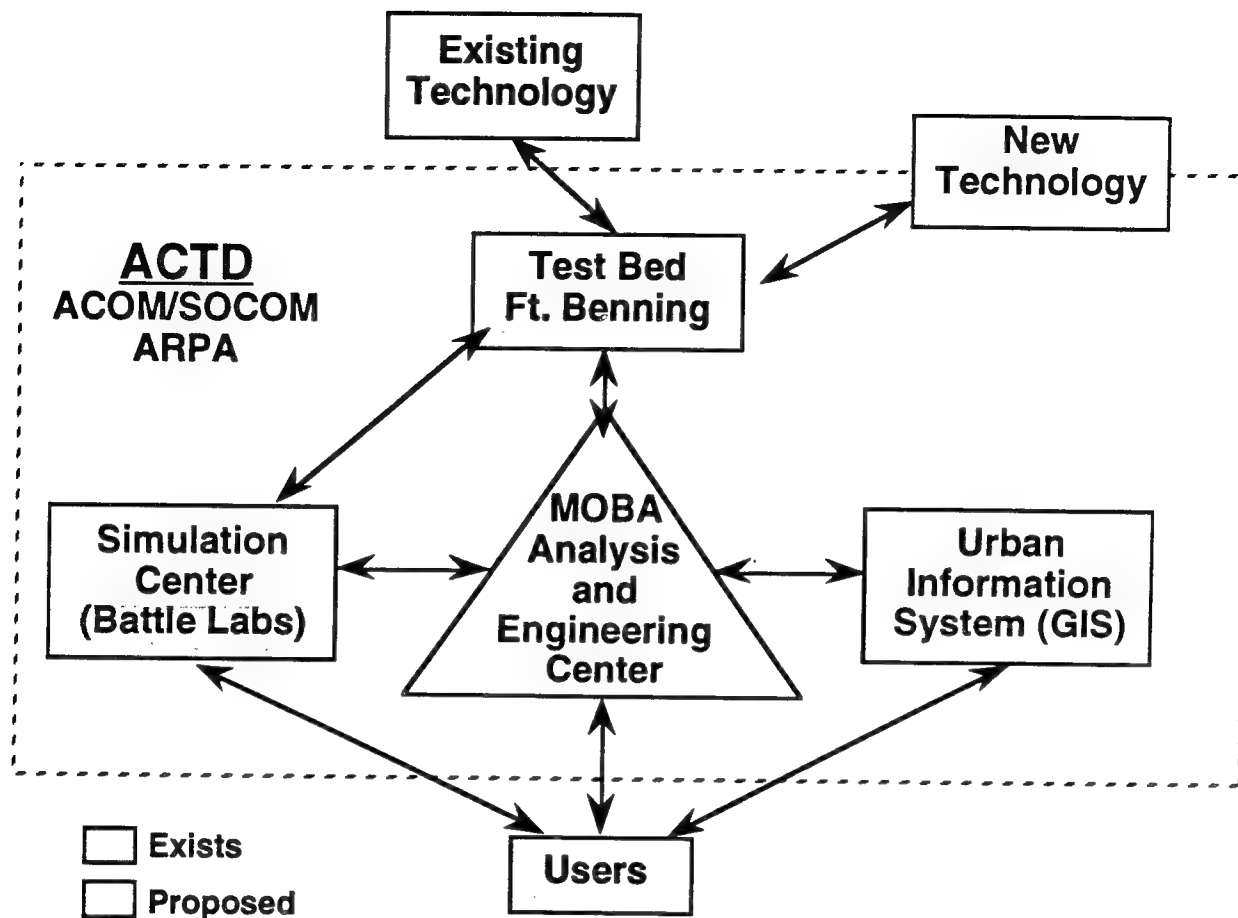 Existing
Technology
New
Technology
ACTD
ACOM/SOCOM
ARPA
Test Bed
Ft. Benning
Simulation
Center
(Battle Labs)
MOBA
Analysis
and
Engineering
Center
Urban
Information
System (GIS)
Users
Exists
Proposed